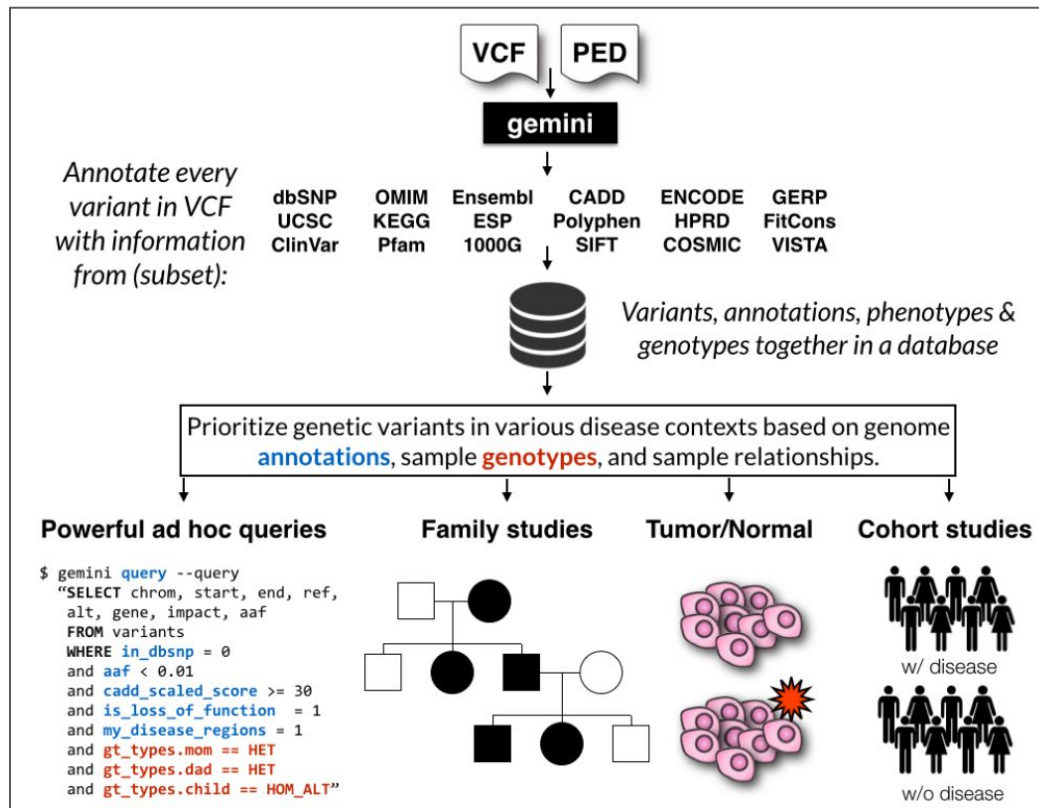 VCF PED
gemini
Annotate every
variant in VCF
with information
from (subset):
dbSNP OMIM Ensembl CADD ENCODE GERP
UCSC KEGG ESP Polyphen HPRD FitCons
ClinVar Pfam 1000G SIFT COSMIC VISTA
Variants, annotations, phenotypes &
genotypes together in a database
Prioritize genetic variants in various disease contexts based on genome
annotations, sample genotypes, and sample relationships.
Powerful ad hoc queries
$ gemini query --query
“SELECT chrom, start, end, ref,
alt, gene, impact, aaf
FROM variants
WHERE in_dbsnp = 0
and aaf < 0.01
and cadd_scaled_score >= 30
and is_loss_of_function = 1
and my_disease_regions = 1
and gt_types.mom == HET
and gt_types.dad == HET
and gt_types.child == HOM_ALT”
Family studies
Tumor/Normal
Cohort studies
w/ disease
w/o disease